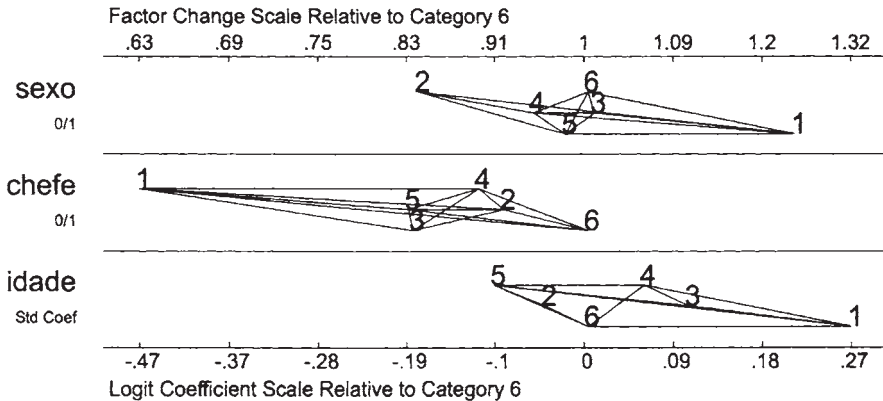 Factor Change Scale Relative to Category 6
.63 .69 .75 .83 .91 1 1.09 1.2 1.32
sexo
0/1
2 6 4 3 5 1
chefe
0/1
1 4 5 2 3 6
idade
Std Coef
5 4 2 3 6 1
-.47 -.37 -.28 -.19 -.1 0 .09 .18 .27
Logit Coefficient Scale Relative to Category 6